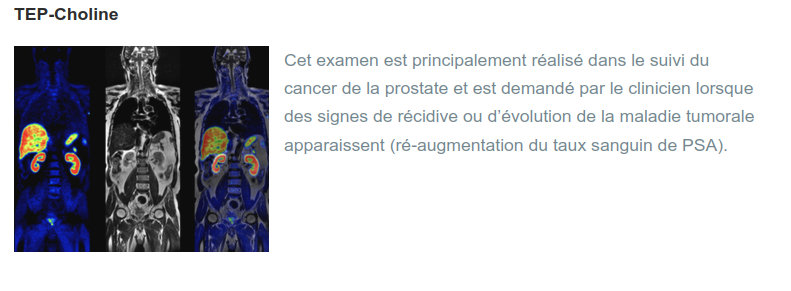 TEP-Choline
Cet examen est principalement réalisé dans le suivi du
cancer de la prostate et est demandé par le clinicien lorsque
des signes de récidive ou d’évolution de la maladie tumorale
apparaissent (ré-augmentation du taux sanguin de PSA).